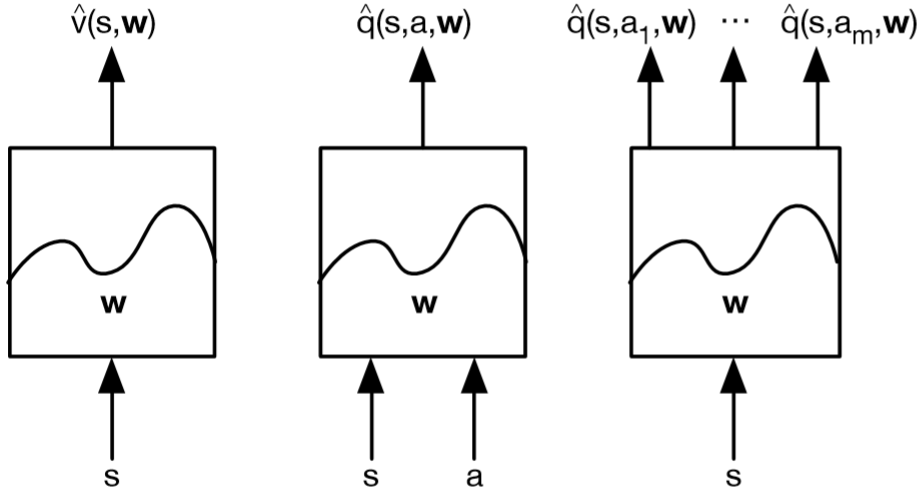 v̂(s,w) q̂(s,a,w) q̂(s,a₁,w) ⋯ q̂(s,aₘ,w)
w w w
s s a s